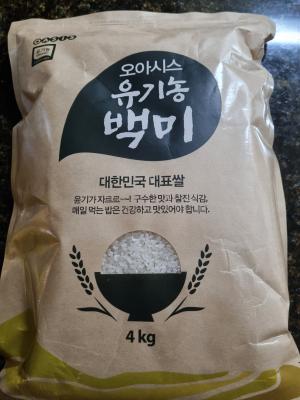 오아시스
유기농
백미
대한민국 대표쌀
윤기가 자르르~~! 구수한 맛과 찰진 식감,
매일 먹는 밥은 건강하고 맛있어야 합니다.
4 kg